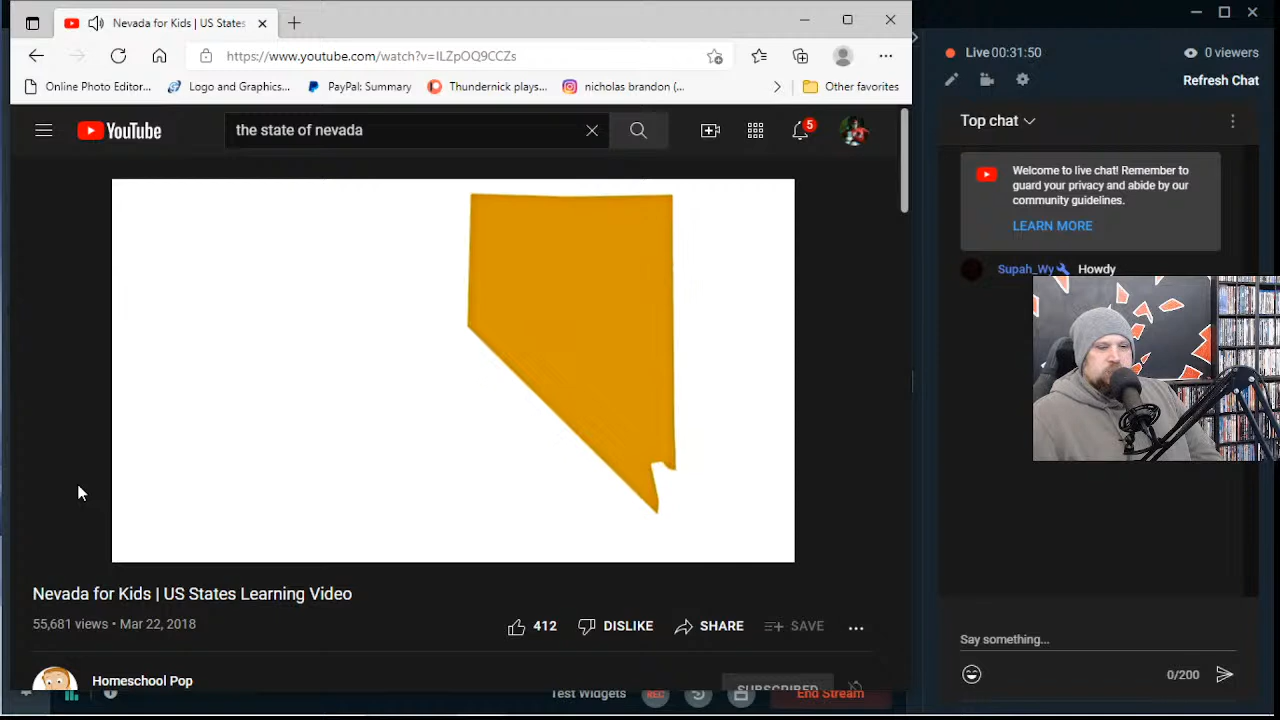 Nevada for Kids | US States
https://www.youtube.com/watch?v=ILZpOQ9CCZs
Online Photo Editor...
Logo and Graphics...
PayPal: Summary
Thundernick plays...
nicholas brandon (...
Other favorites
YouTube
the state of nevada
5
Nevada for Kids | US States Learning Video
55,681 views • Mar 22, 2018
412
DISLIKE
SHARE
SAVE
Homeschool Pop
SUBSCRIBED
Test Widgets
REC
End Stream
Live 00:31:50
0 viewers
Refresh Chat
Top chat
Welcome to live chat! Remember to
guard your privacy and abide by our
community guidelines.
LEARN MORE
Supah_Wy Howdy
Say something...
0/200